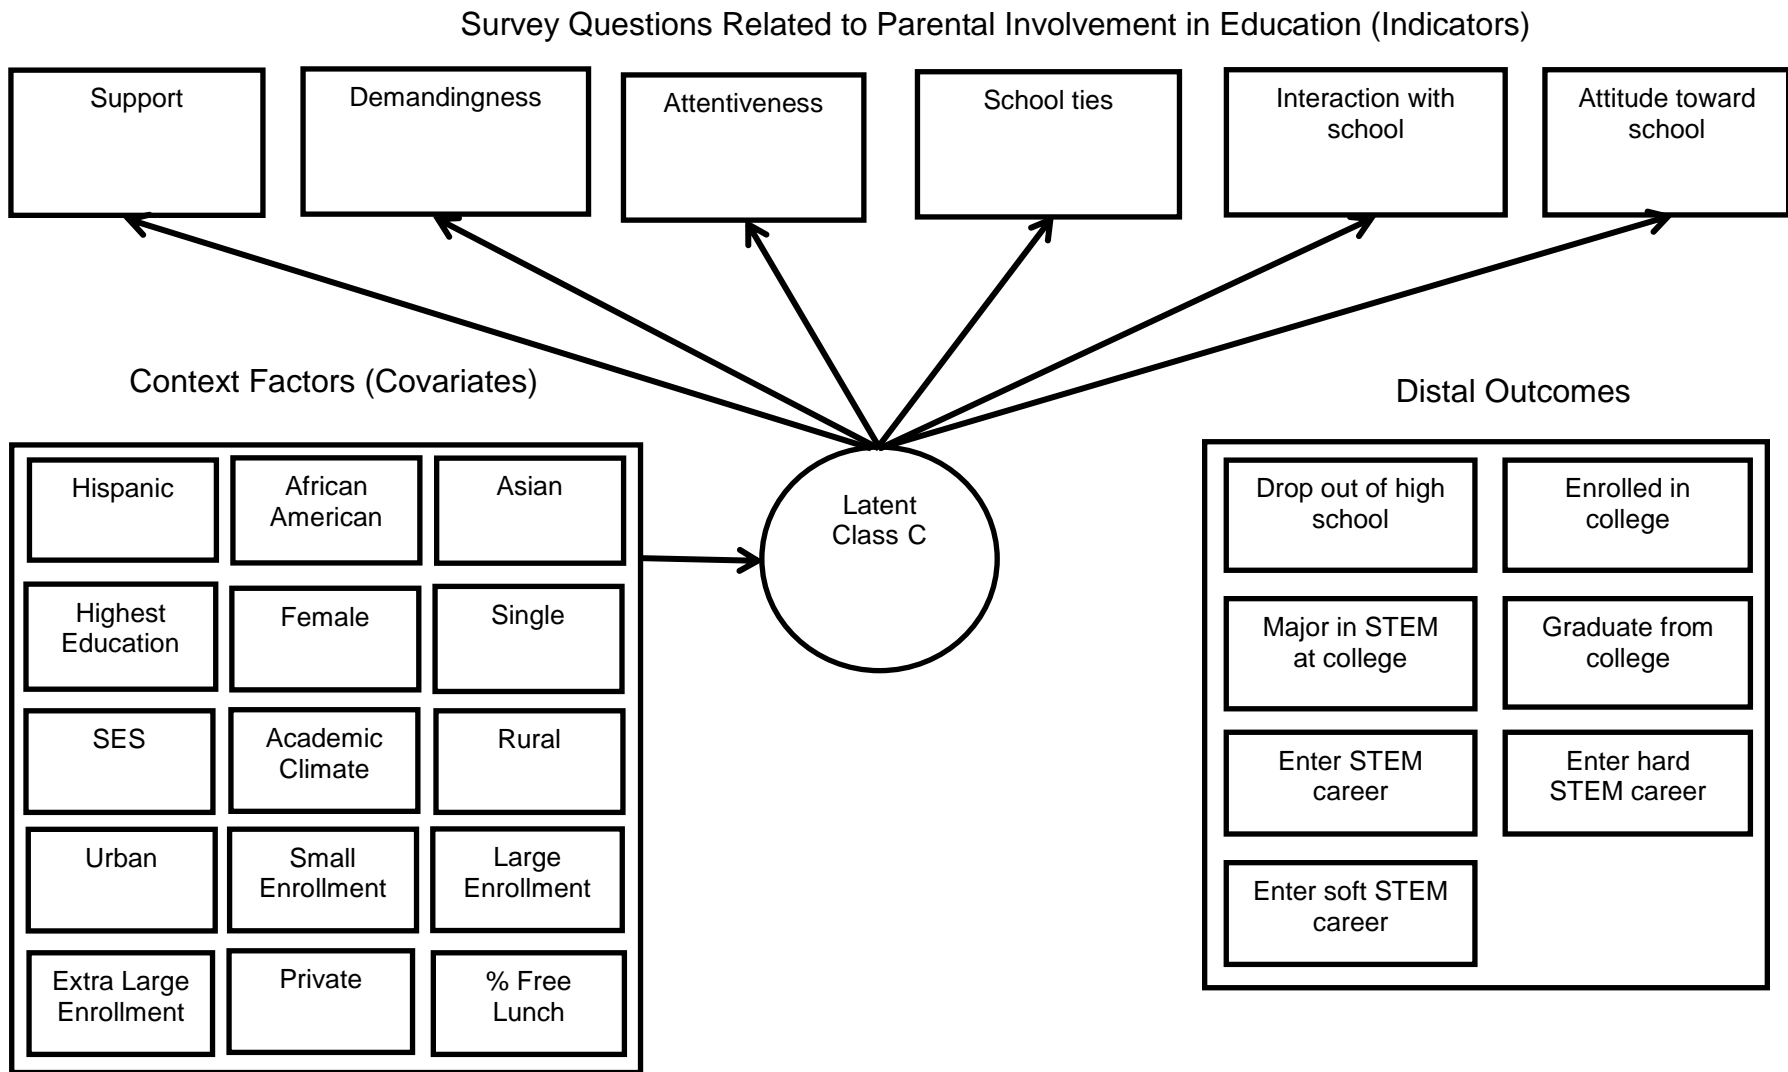 Survey Questions Related to Parental Involvement in Education (Indicators)
Support
Demandingness
Attentiveness
School ties
Interaction with
school
Attitude toward
school
Context Factors (Covariates)
Distal Outcomes
Hispanic
African
American
Asian
Highest
Education
Female
Single
SES
Academic
Climate
Rural
Urban
Small
Enrollment
Large
Enrollment
Extra Large
Enrollment
Private
% Free
Lunch
Latent
Class C
Drop out of high
school
Enrolled in
college
Major in STEM
at college
Graduate from
college
Enter STEM
career
Enter hard
STEM career
Enter soft STEM
career